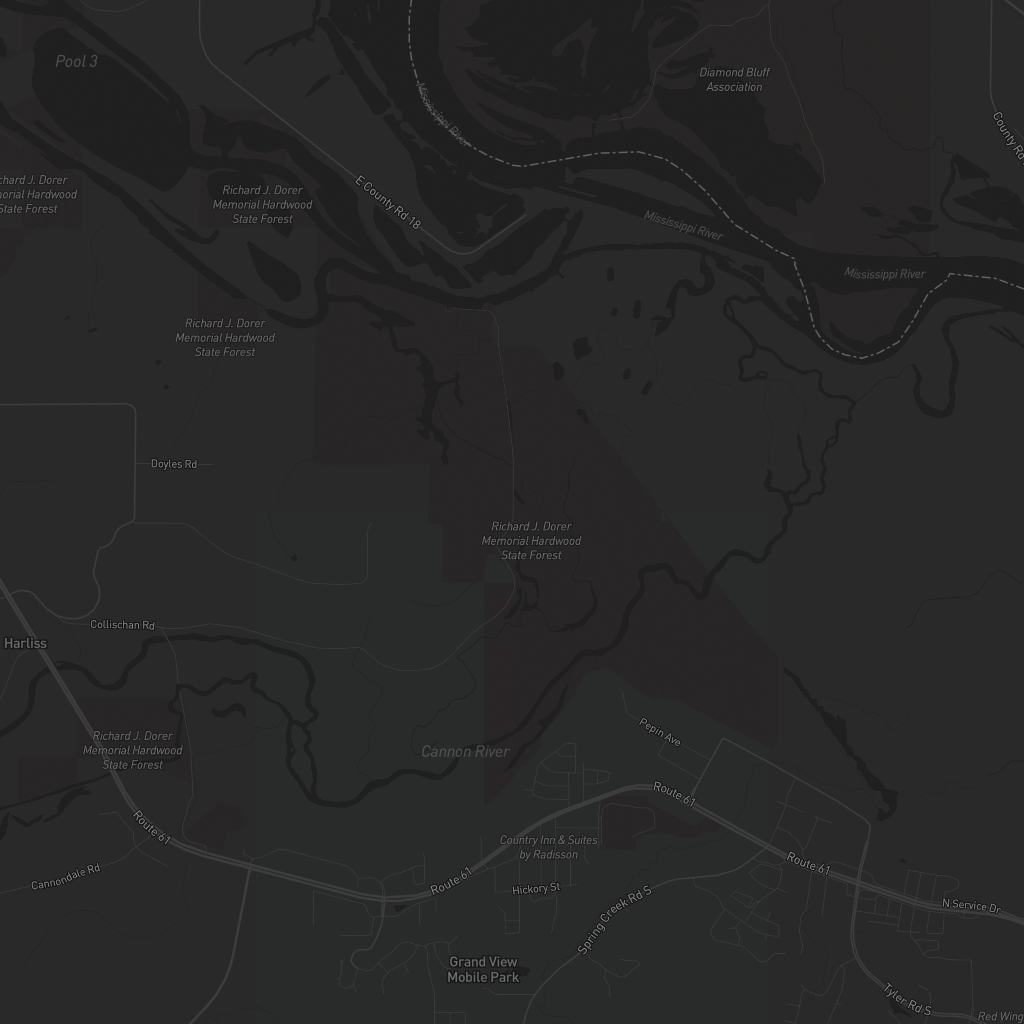 Pool 3
Diamond Bluff
Association
Mississippi River
County Rd
chard J. Dorer
orial Hardwood
State Forest
Richard J. Dorer
Memorial Hardwood
State Forest
E County Rd 18
Mississippi River
Mississippi River
Richard J. Dorer
Memorial Hardwood
State Forest
Doyles Rd
Richard J. Dorer
Memorial Hardwood
State Forest
Collischan Rd
Harliss
Richard J. Dorer
Memorial Hardwood
State Forest
Cannon River
Pepin Ave
Route 61
Route 61
Country Inn & Suites
by Radisson
Route 61
Cannondale Rd
Route 61
Hickory St
Spring Creek Rd S
N Service Dr
Grand View
Mobile Park
Tyler Rd S
Red Wing